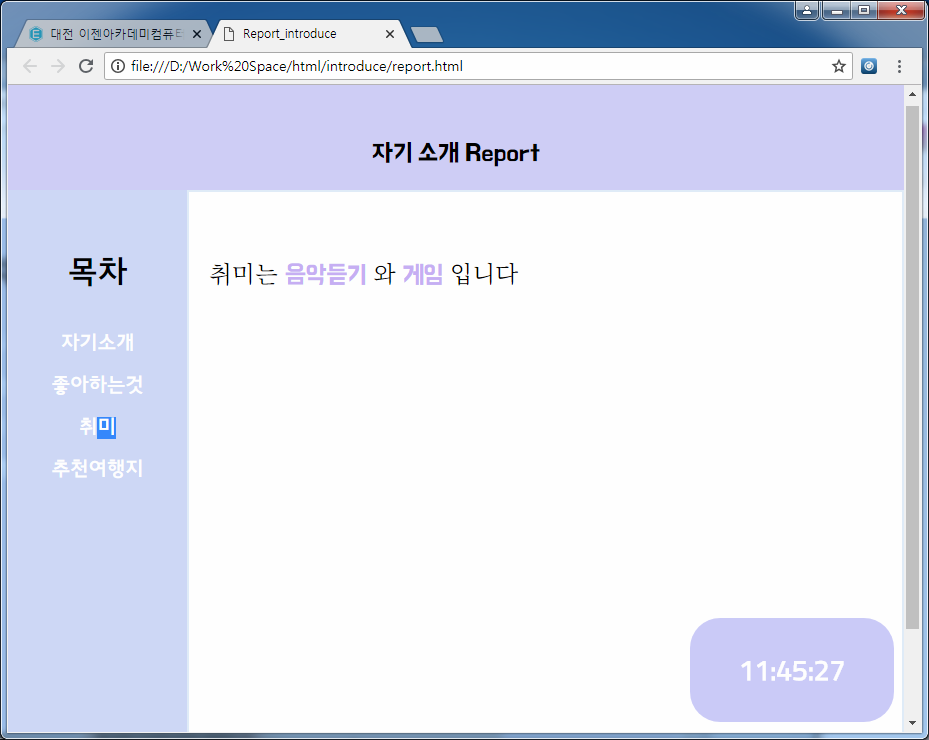 대전 이젠아카데미컴퓨터
Report_introduce
file:///D:/Work%20Space/html/introduce/report.html
자기 소개 Report
목차
자기소개
좋아하는것
취미
추천여행지
취미는 음악듣기 와 게임 입니다
11:45:27